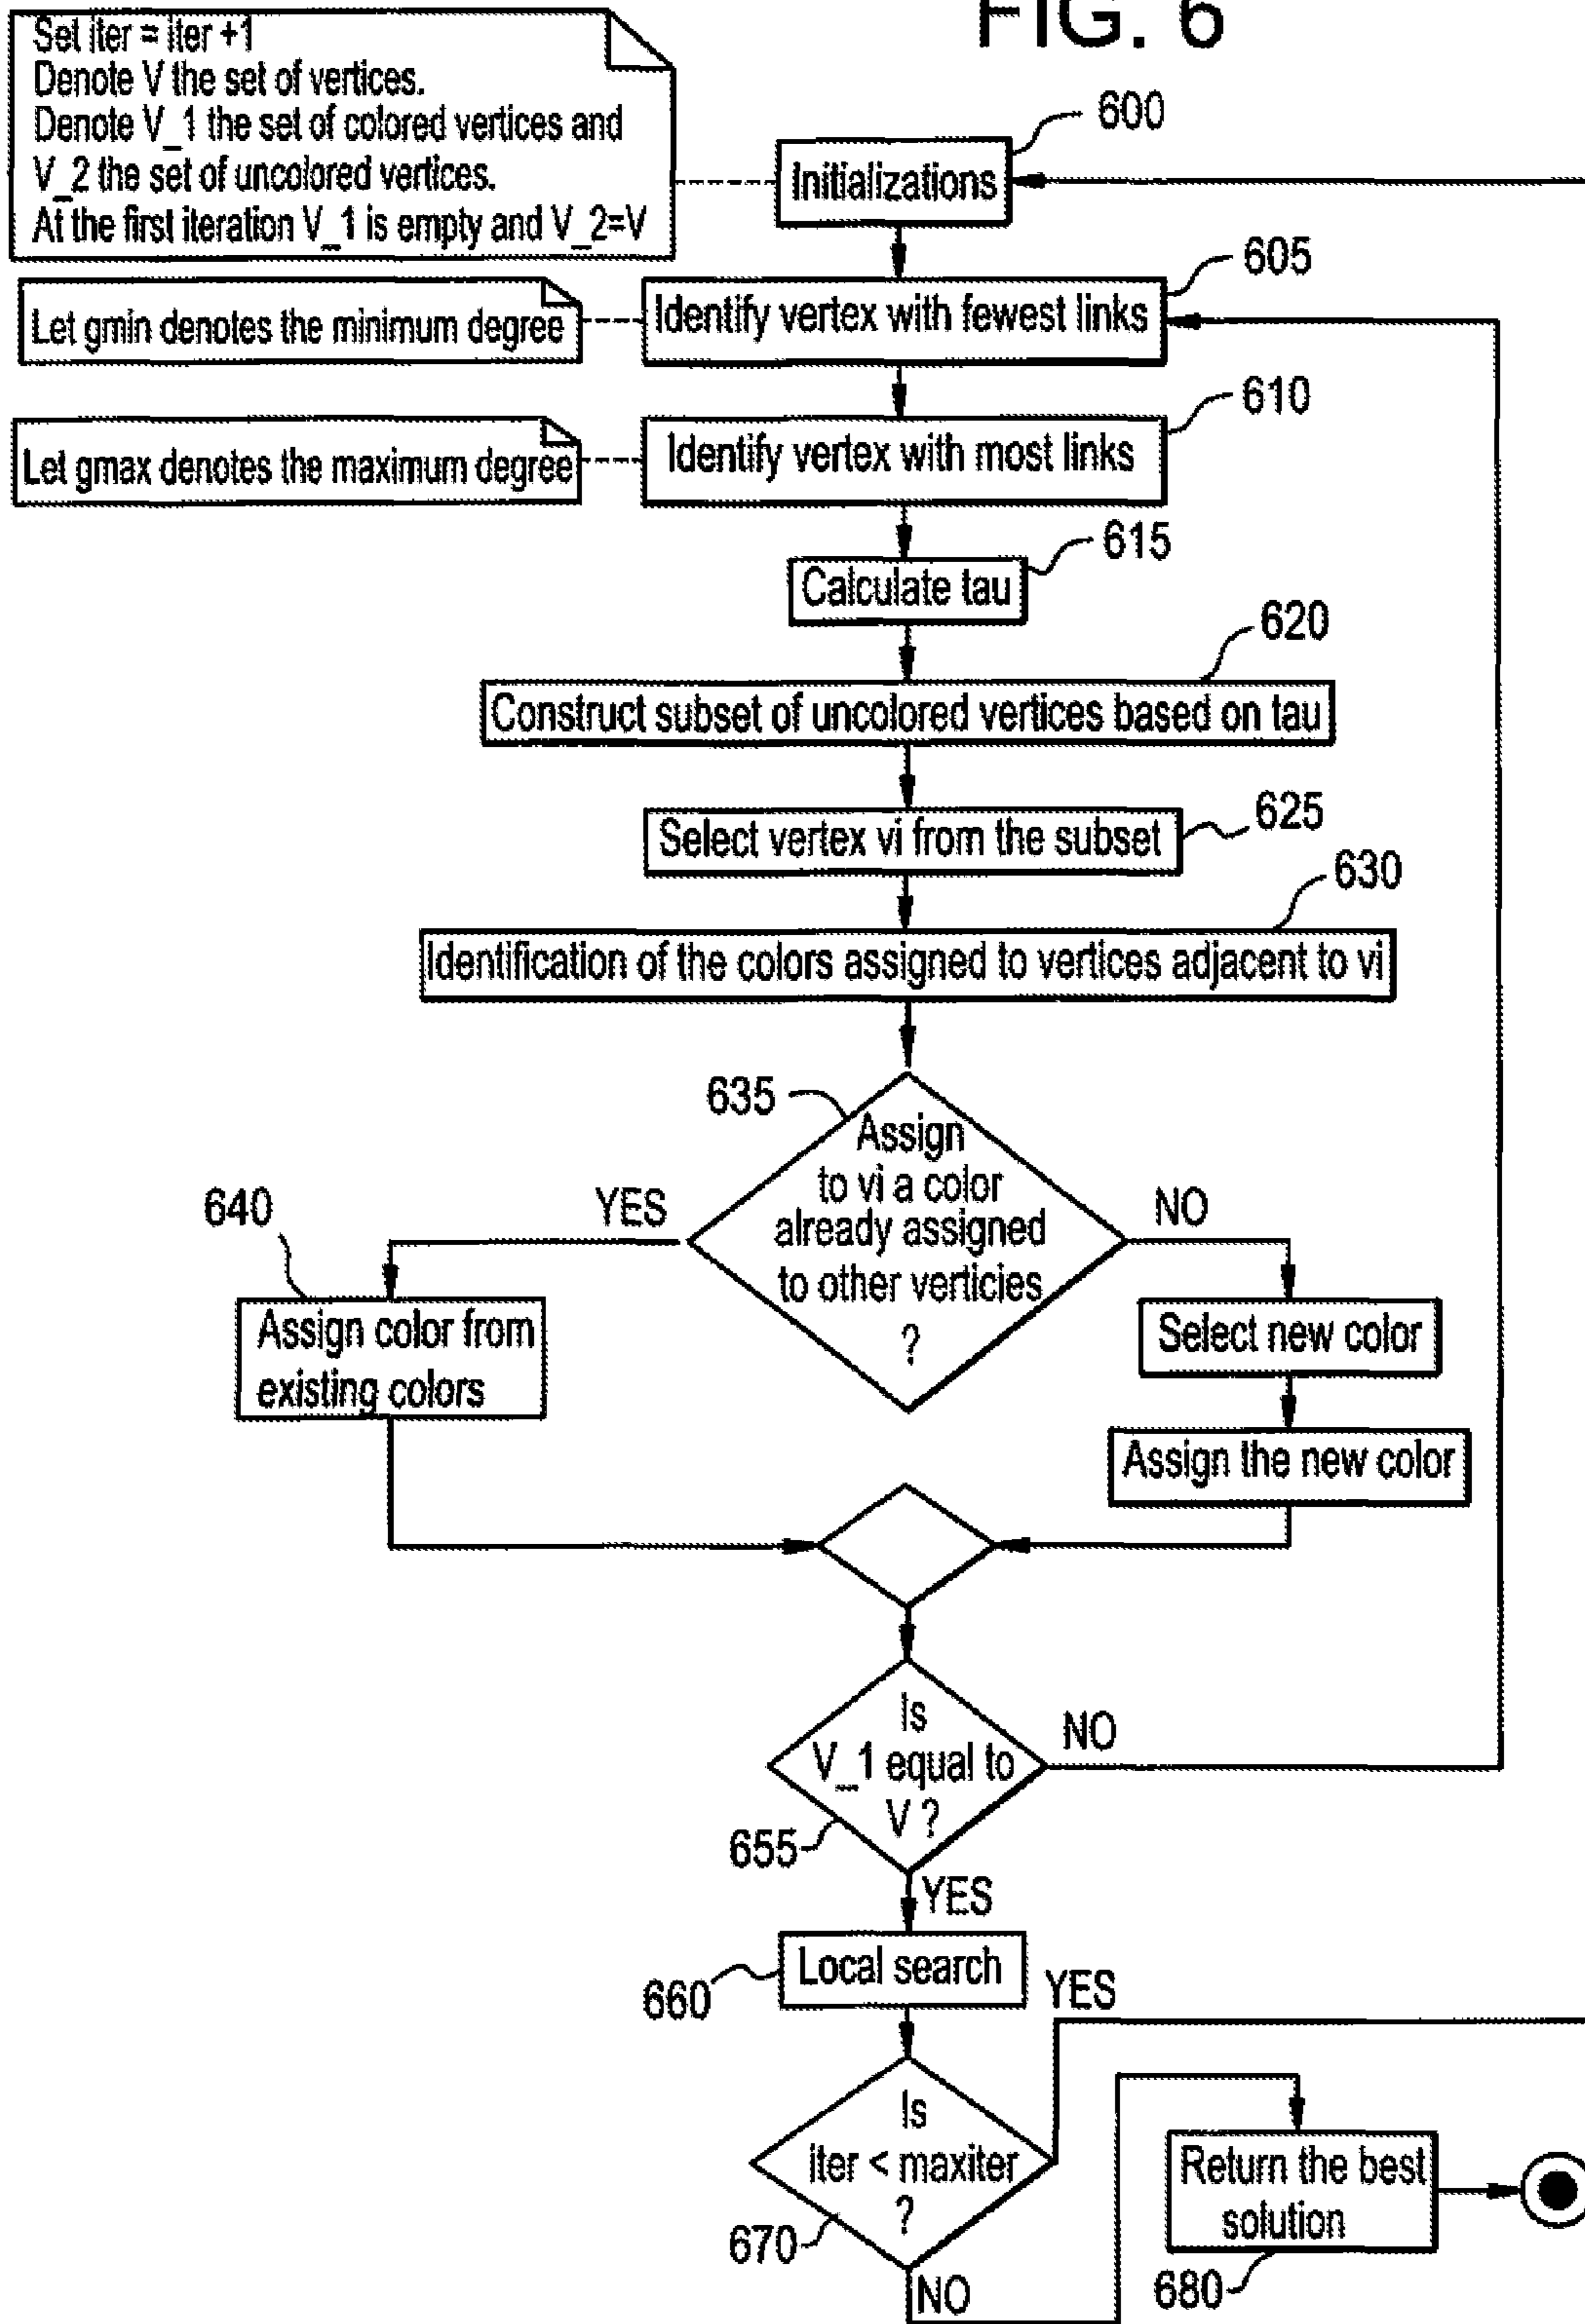 FIG. 6
Set iter = iter +1
Denote V the set of vertices.
Denote V_1 the set of colored vertices and
V_2 the set of uncolored vertices.
At the first iteration V_1 is empty and V_2=V
600
Initializations
605
Let gmin denotes the minimum degree
Identify vertex with fewest links
610
Let gmax denotes the maximum degree
Identify vertex with most links
615
Calculate tau
620
Construct subset of uncolored vertices based on tau
625
Select vertex vi from the subset
630
Identification of the colors assigned to vertices adjacent to vi
635
Assign
to vi a color
already assigned
to other verticies
?
YES
NO
640
Assign color from
existing colors
Select new color
Assign the new color
Is
V_1 equal to
V ?
NO
655
YES
Local search
660
YES
Is
iter < maxiter
?
670
NO
Return the best
solution
680